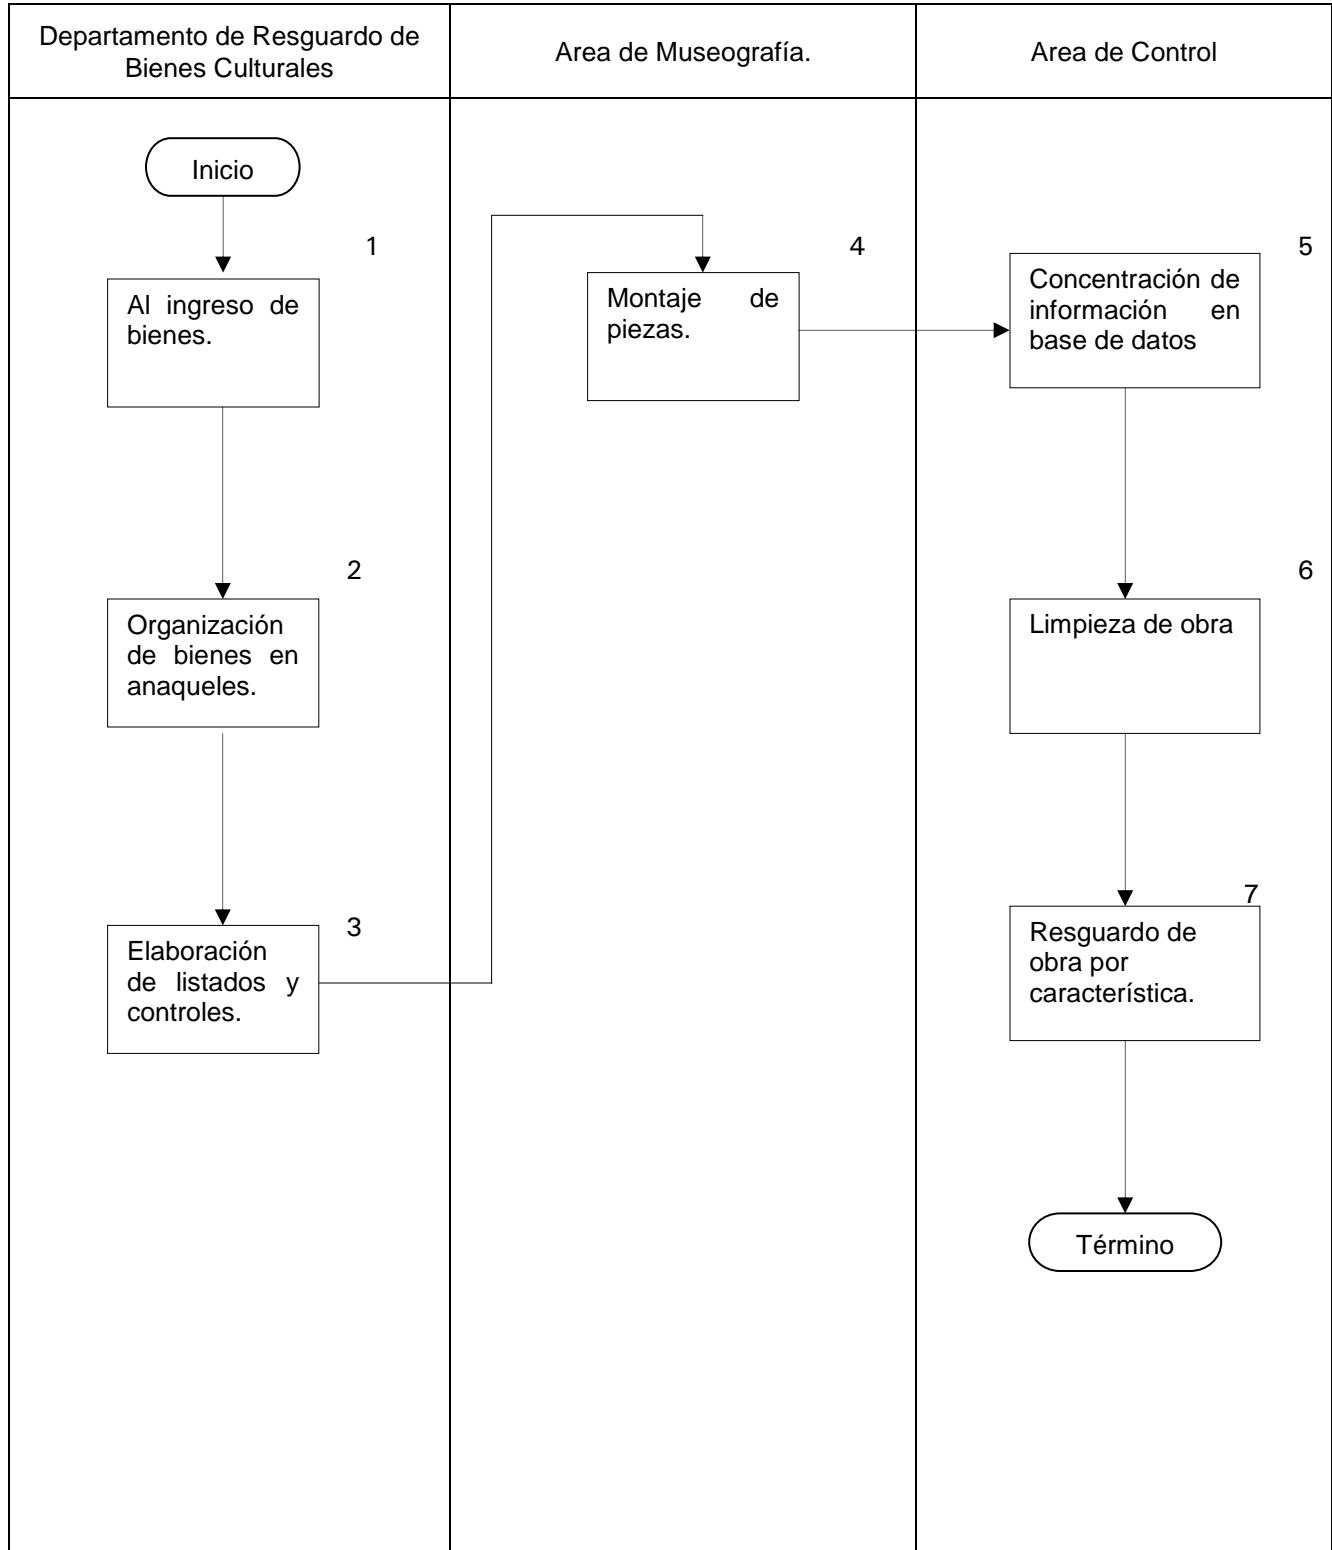 Departamento de Resguardo de
Bienes Culturales
Area de Museografía.
Area de Control
Inicio
1
Al ingreso de
bienes.
2
Organización
de bienes en
anaqueles.
3
Elaboración
de listados y
controles.
4
Montaje de
piezas.
5
Concentración de
información en
base de datos
6
Limpieza de obra
7
Resguardo de
obra por
característica.
Término